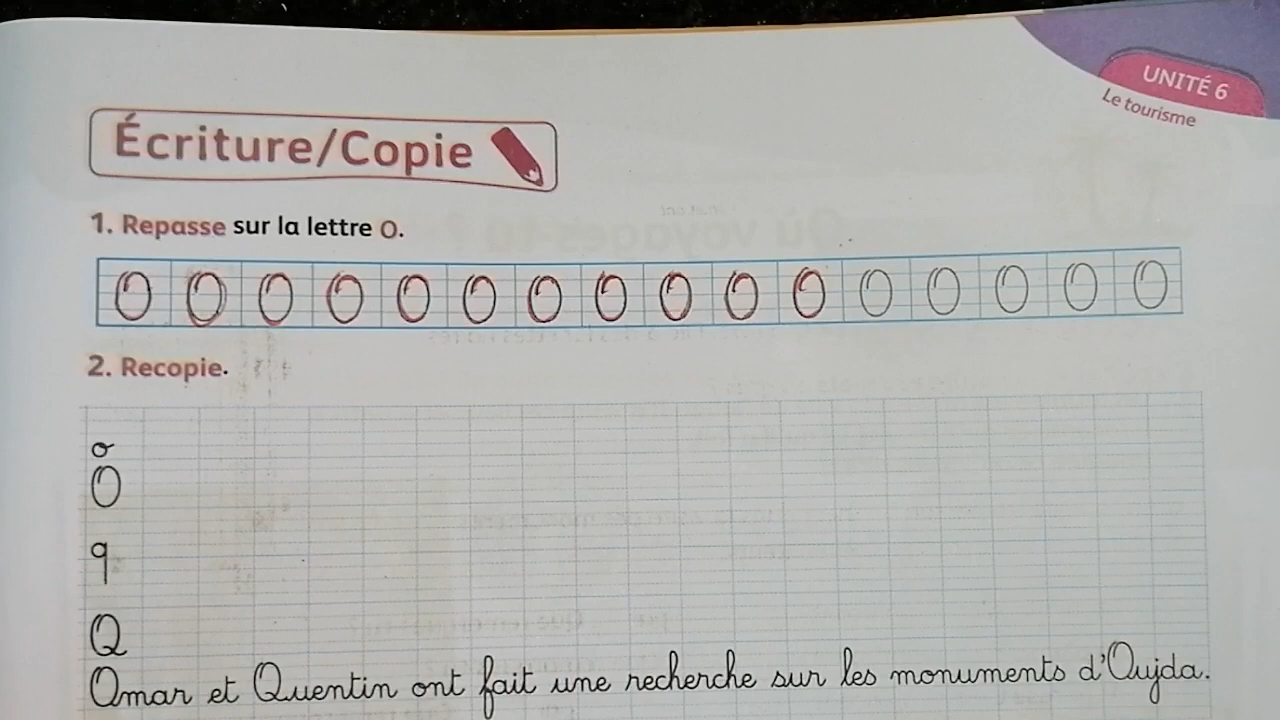 UNITÉ 6
Le tourisme
Écriture/Copie
1. Repasse sur la lettre O.
O O O O O O O O O O O O O O O O
2. Recopie.
o
O
q
Q
Omar et Quentin ont fait une recherche sur les monuments d'Oujda.